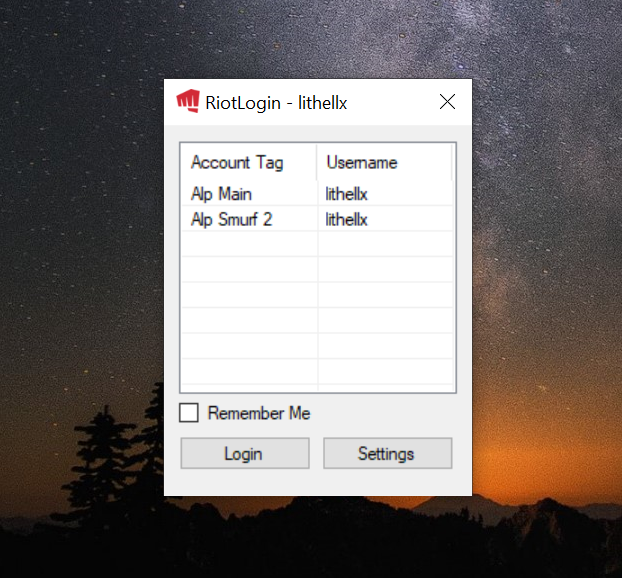 RiotLogin - lithellx
Account Tag Username
Alp Main lithellx
Alp Smurf 2 lithellx
Remember Me
Login Settings